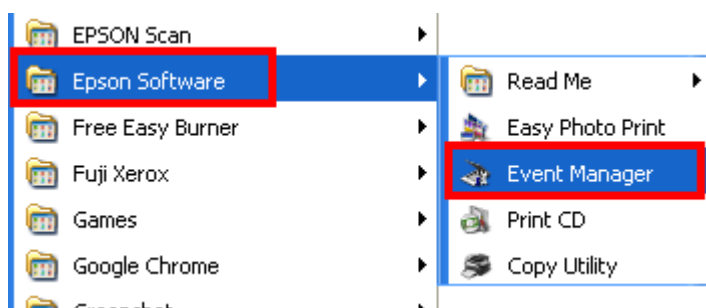 EPSON Scan
Epson Software
Free Easy Burner
Fuji Xerox
Games
Google Chrome
Read Me
Easy Photo Print
Event Manager
Print CD
Copy Utility